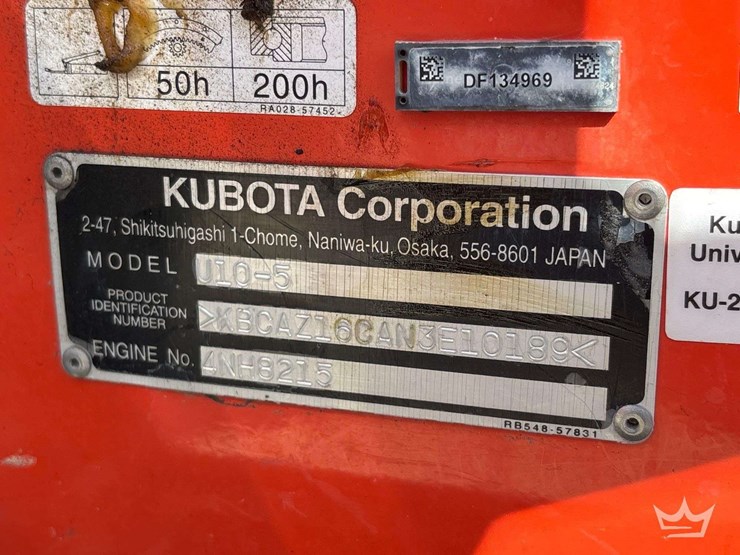 50h
200h
RA028-57452
DF134969
KUBOTA Corporation
2-47, Shikitsuhigashi 1-Chome, Naniwa-ku, Osaka, 556-8601 JAPAN
MODEL U10-5
PRODUCT
IDENTIFICATION
NUMBER >KBCAZ16CAN3E10189<
ENGINE No. 4NH8215
RB548-57831
Ku
Univ
KU-2